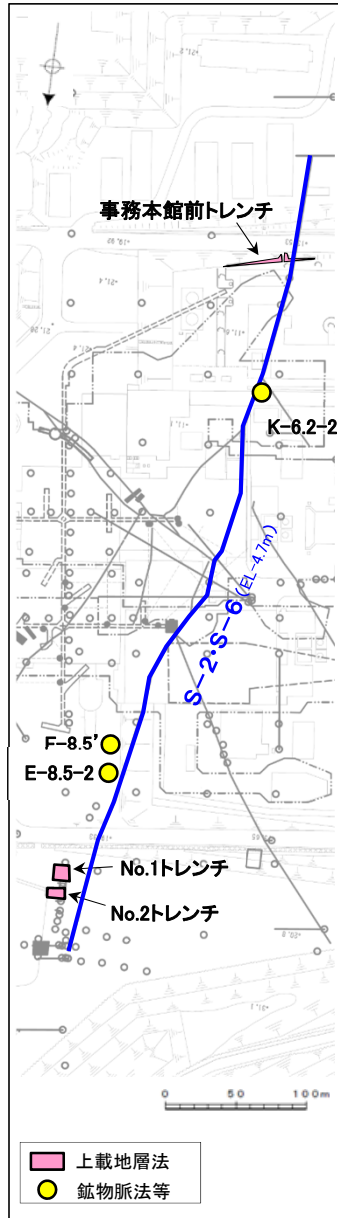 事務本館前トレンチ
K-6.2-2
S-2・S-6 (EL-4.7m)
F-8.5’
E-8.5-2
No.1トレンチ
No.2トレンチ
0 50 100m
上載地層法
鉱物脈法等